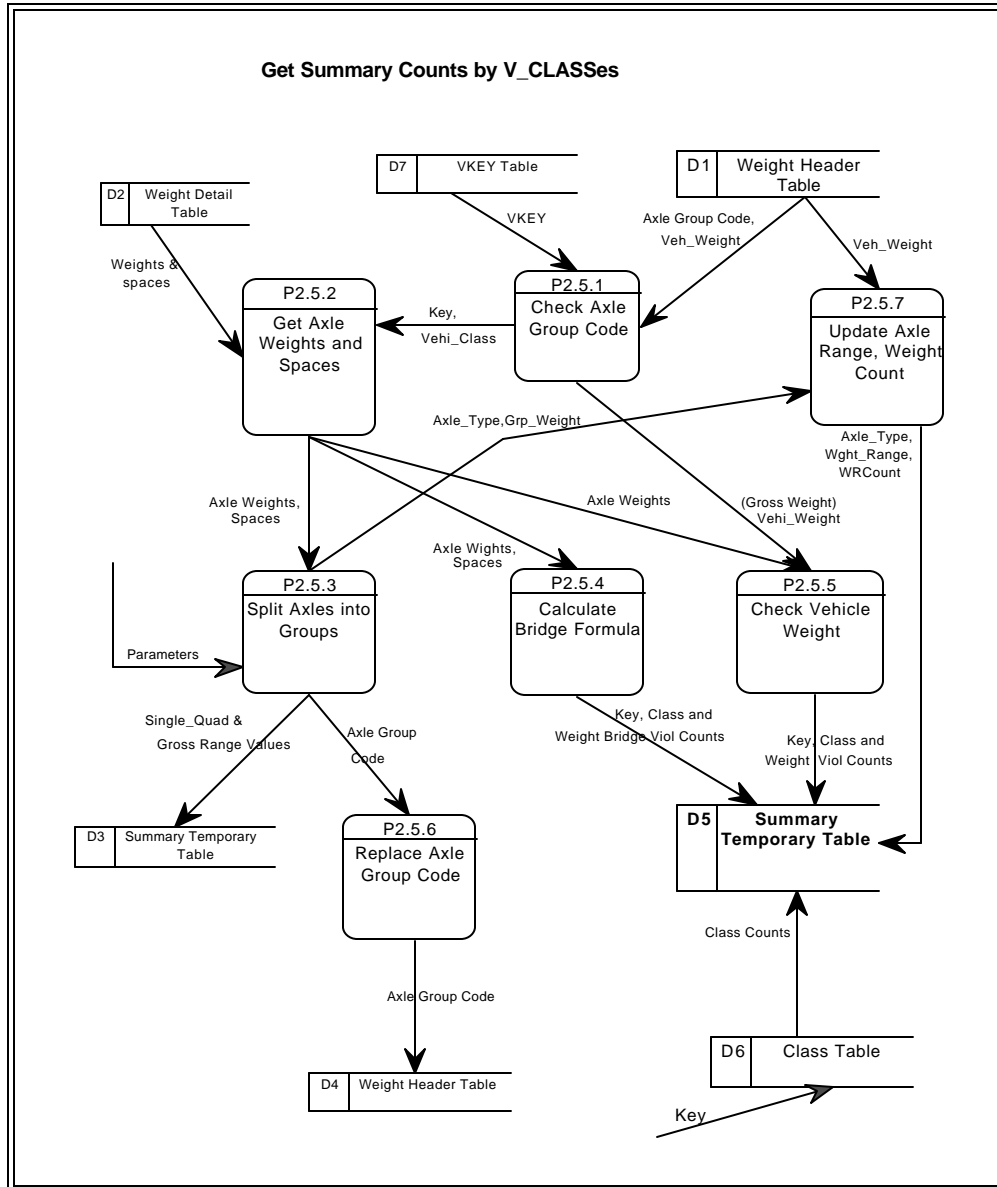 Get Summary Counts by V_CLASSes
D7
VKEY Table
D1
Weight Header
Table
D2
Weight Detail
Table
VKEY
Axle Group Code,
Veh_Weight
Veh_Weight
Weights &
spaces
P2.5.2
Get Axle
Weights and
Spaces
Key,
Vehi_Class
P2.5.1
Check Axle
Group Code
P2.5.7
Update Axle
Range, Weight
Count
Axle_Type,Grp_Weight
Axle_Type,
Wght_Range,
WRCount
Axle Weights,
Spaces
Axle Weights
(Gross Weight)
Vehi_Weight
Axle Wights,
Spaces
P2.5.3
Split Axles into
Groups
P2.5.4
Calculate
Bridge Formula
P2.5.5
Check Vehicle
Weight
Parameters
Single_Quad &
Gross Range Values
Axle Group
Code
Key, Class and
Weight Bridge Viol Counts
Key, Class and
Weight Viol Counts
D3
Summary Temporary
Table
P2.5.6
Replace Axle
Group Code
D5
Summary
Temporary Table
Class Counts
Axle Group Code
D6
Class Table
D4
Weight Header Table
Key